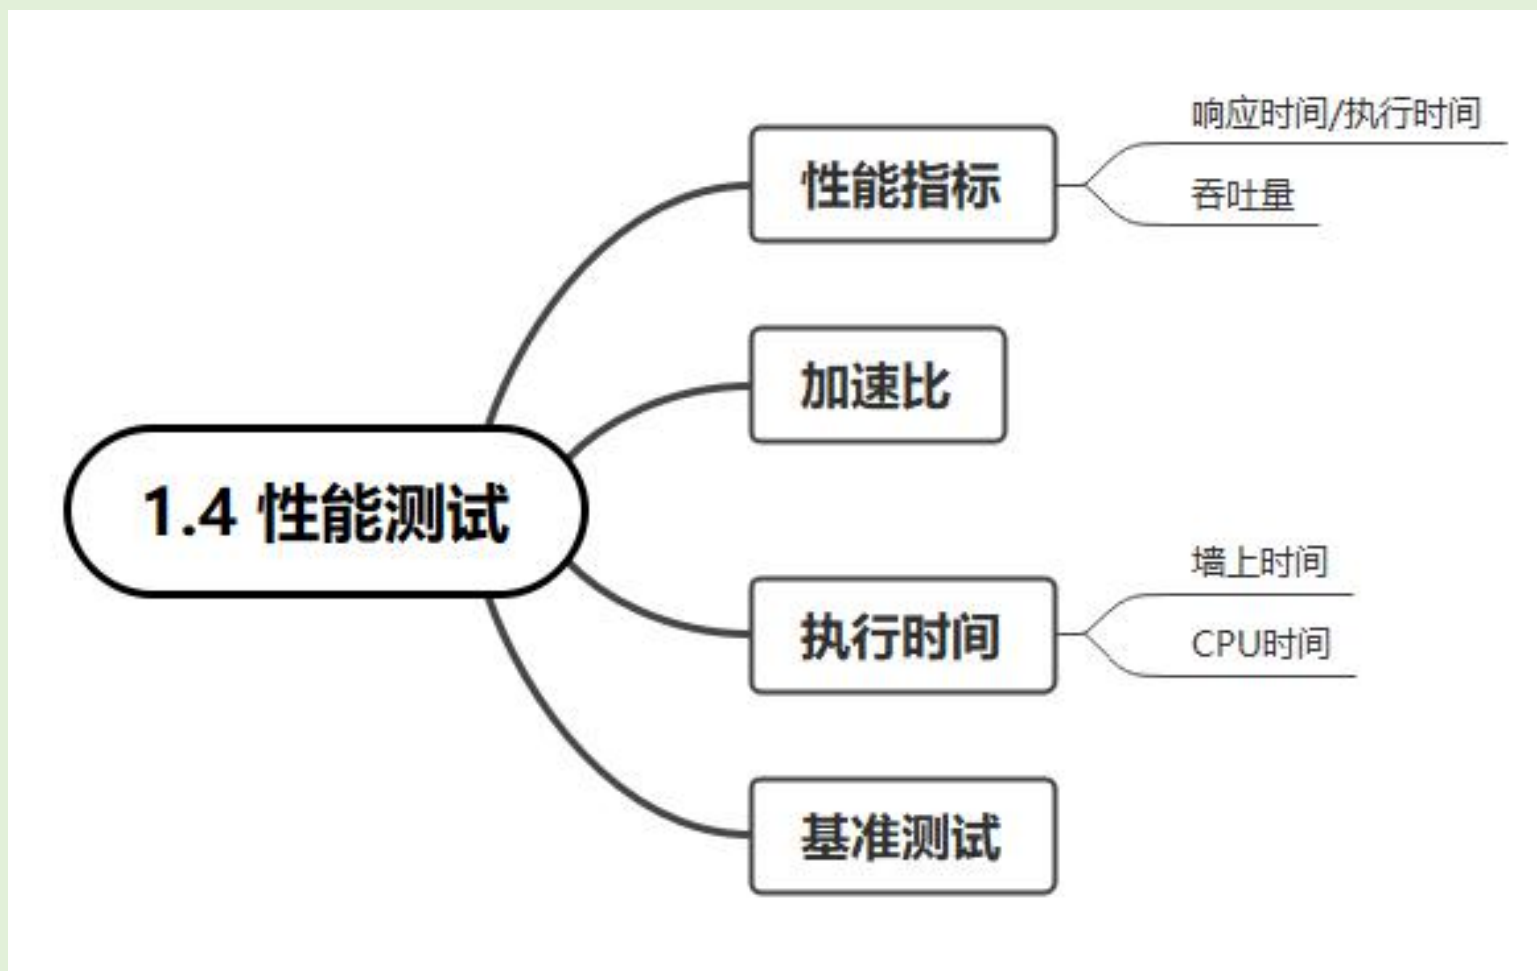 1.4 性能测试
性能指标
响应时间/执行时间
吞吐量
加速比
执行时间
墙上时间
CPU时间
基准测试